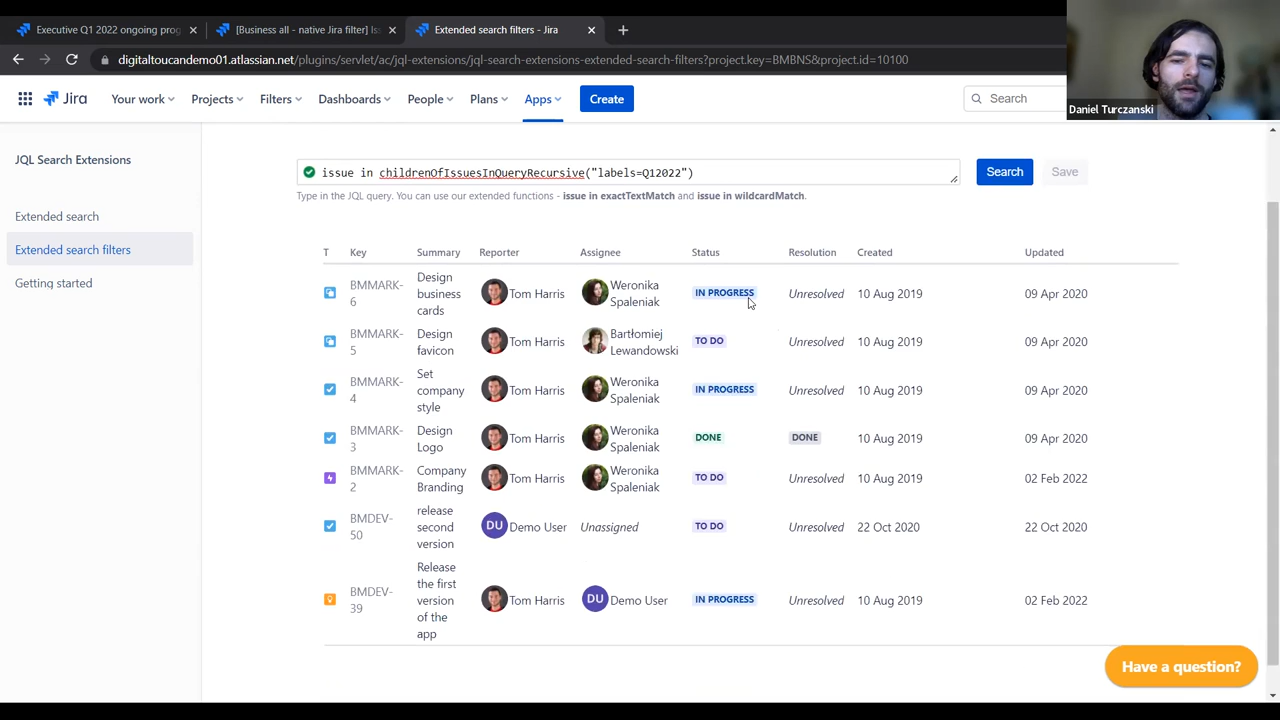 Executive Q1 2022 ongoing prog
[Business all - native Jira filter] Iss
Extended search filters - Jira
digitaltoucandemo01.atlassian.net/plugins/servlet/ac/jql-extensions/jql-search-extensions-extended-search-filters?project.key=BMBNS&project.id=10100
Daniel Turczanski
Jira Your work Projects Filters Dashboards People Plans Apps Create Search
JQL Search Extensions
Extended search
Extended search filters
Getting started
issue in childrenOfIssuesInQueryRecursive("labels=Q12022")
Search Save
Type in the JQL query. You can use our extended functions - issue in exactTextMatch and issue in wildcardMatch.
T Key Summary Reporter Assignee Status Resolution Created Updated
BMMARK-6 Design business cards Tom Harris Weronika Spaleniak IN PROGRESS Unresolved 10 Aug 2019 09 Apr 2020
BMMARK-5 Design favicon Tom Harris Bartłomiej Lewandowski TO DO Unresolved 10 Aug 2019 09 Apr 2020
BMMARK-4 Set company style Tom Harris Weronika Spaleniak IN PROGRESS Unresolved 10 Aug 2019 09 Apr 2020
BMMARK-3 Design Logo Tom Harris Weronika Spaleniak DONE DONE 10 Aug 2019 09 Apr 2020
BMMARK-2 Company Branding Tom Harris Weronika Spaleniak TO DO Unresolved 10 Aug 2019 02 Feb 2022
BMDEV-50 release second version DU Demo User Unassigned TO DO Unresolved 22 Oct 2020 22 Oct 2020
BMDEV-39 Release the first version of the app Tom Harris DU Demo User IN PROGRESS Unresolved 10 Aug 2019 02 Feb 2022
Have a question?